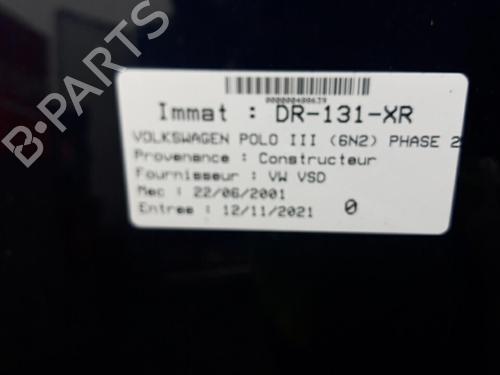 000000400639
Immat : DR-131-XR
VOLKSWAGEN POLO III (6N2) PHASE 2
Provenance : Constructeur
Fournisseur : VW VSD
Mec : 22/06/2001
Entree : 12/11/2021 0
B-PARTS